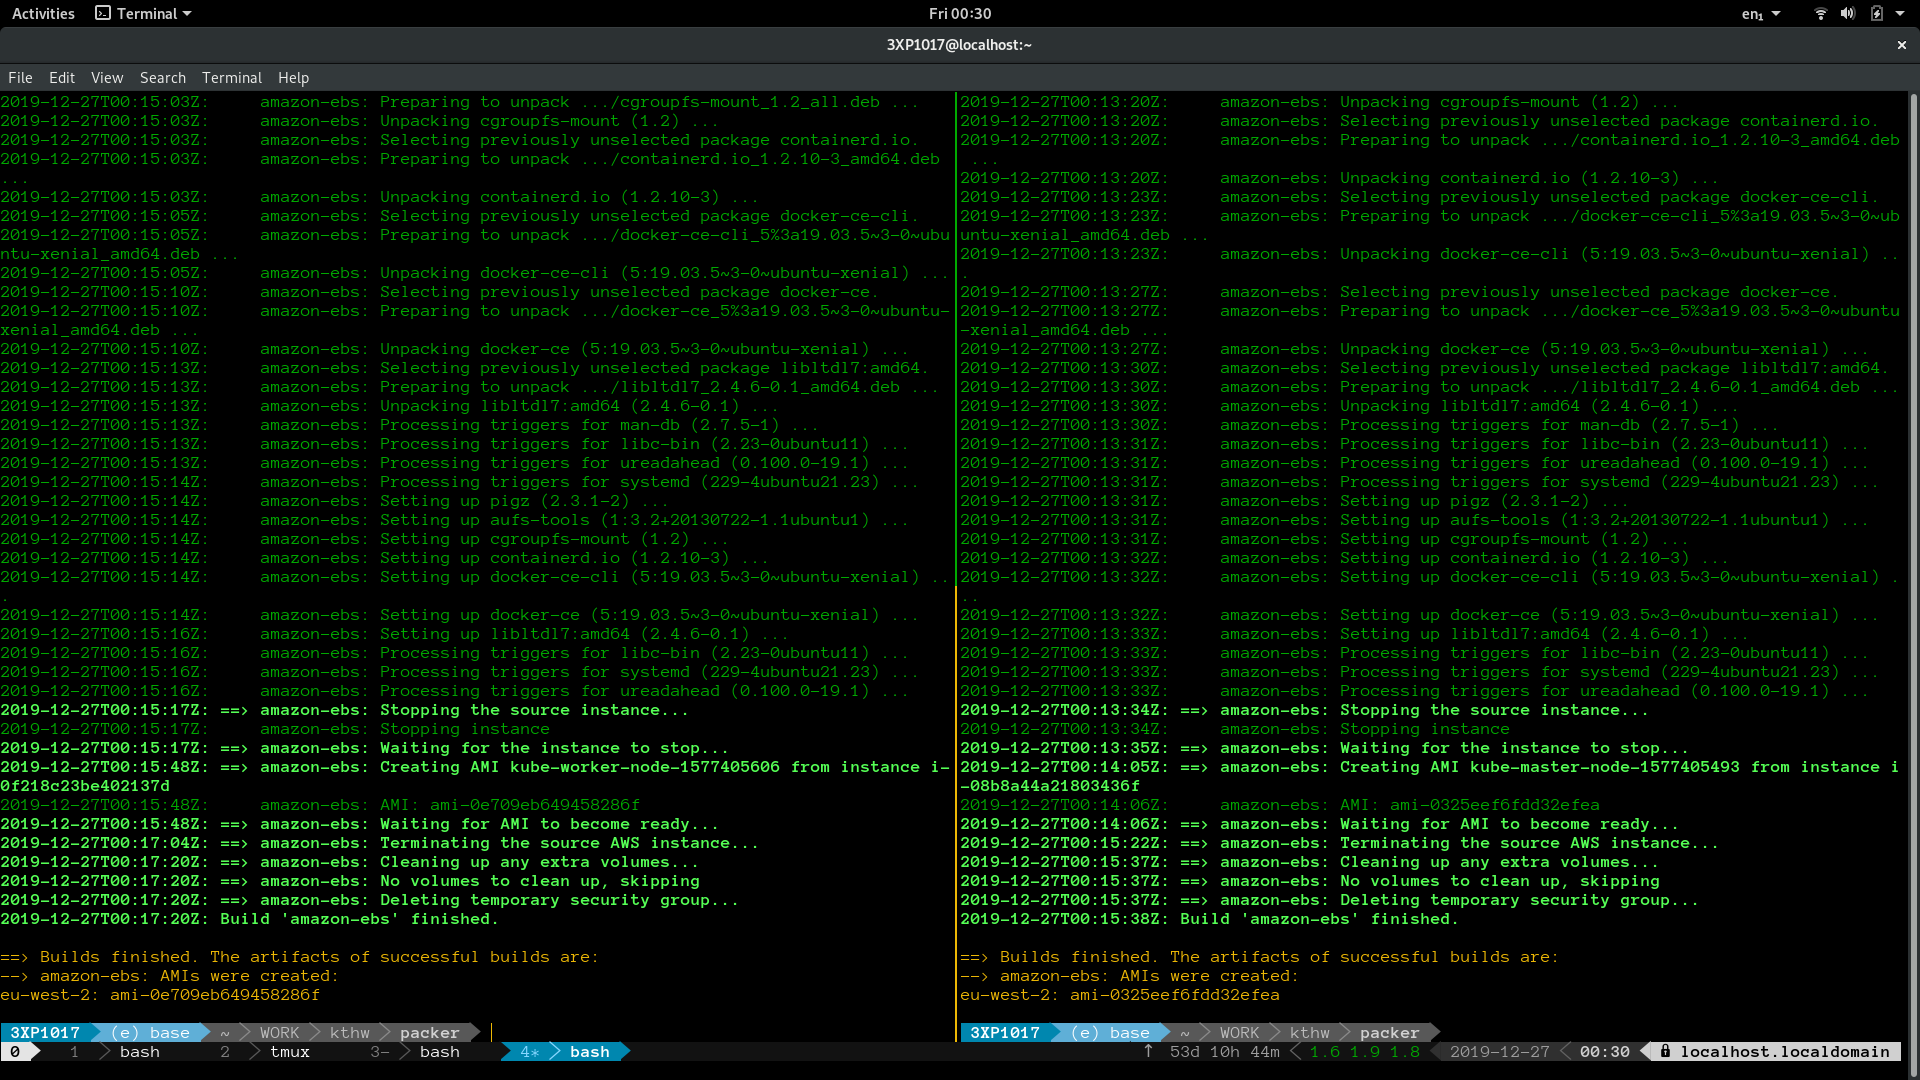 Activities Terminal Fri 00:30 en₁
3XP1017@localhost:~ ×
File Edit View Search Terminal Help
2019-12-27T00:15:03Z:     amazon-ebs: Preparing to unpack .../cgroupfs-mount_1.2_all.deb ...
2019-12-27T00:15:03Z:     amazon-ebs: Unpacking cgroupfs-mount (1.2) ...
2019-12-27T00:15:03Z:     amazon-ebs: Selecting previously unselected package containerd.io.
2019-12-27T00:15:03Z:     amazon-ebs: Preparing to unpack .../containerd.io_1.2.10-3_amd64.deb
...
2019-12-27T00:15:03Z:     amazon-ebs: Unpacking containerd.io (1.2.10-3) ...
2019-12-27T00:15:05Z:     amazon-ebs: Selecting previously unselected package docker-ce-cli.
2019-12-27T00:15:05Z:     amazon-ebs: Preparing to unpack .../docker-ce-cli_5%3a19.03.5~3-0~ubu
ntu-xenial_amd64.deb ...
2019-12-27T00:15:05Z:     amazon-ebs: Unpacking docker-ce-cli (5:19.03.5~3-0~ubuntu-xenial) ...
2019-12-27T00:15:10Z:     amazon-ebs: Selecting previously unselected package docker-ce.
2019-12-27T00:15:10Z:     amazon-ebs: Preparing to unpack .../docker-ce_5%3a19.03.5~3-0~ubuntu-
xenial_amd64.deb ...
2019-12-27T00:15:10Z:     amazon-ebs: Unpacking docker-ce (5:19.03.5~3-0~ubuntu-xenial) ...
2019-12-27T00:15:13Z:     amazon-ebs: Selecting previously unselected package libltdl7:amd64.
2019-12-27T00:15:13Z:     amazon-ebs: Preparing to unpack .../libltdl7_2.4.6-0.1_amd64.deb ...
2019-12-27T00:15:13Z:     amazon-ebs: Unpacking libltdl7:amd64 (2.4.6-0.1) ...
2019-12-27T00:15:13Z:     amazon-ebs: Processing triggers for man-db (2.7.5-1) ...
2019-12-27T00:15:13Z:     amazon-ebs: Processing triggers for libc-bin (2.23-0ubuntu11) ...
2019-12-27T00:15:13Z:     amazon-ebs: Processing triggers for ureadahead (0.100.0-19.1) ...
2019-12-27T00:15:14Z:     amazon-ebs: Processing triggers for systemd (229-4ubuntu21.23) ...
2019-12-27T00:15:14Z:     amazon-ebs: Setting up pigz (2.3.1-2) ...
2019-12-27T00:15:14Z:     amazon-ebs: Setting up aufs-tools (1:3.2+20130722-1.1ubuntu1) ...
2019-12-27T00:15:14Z:     amazon-ebs: Setting up cgroupfs-mount (1.2) ...
2019-12-27T00:15:14Z:     amazon-ebs: Setting up containerd.io (1.2.10-3) ...
2019-12-27T00:15:14Z:     amazon-ebs: Setting up docker-ce-cli (5:19.03.5~3-0~ubuntu-xenial) ..
.
2019-12-27T00:15:14Z:     amazon-ebs: Setting up docker-ce (5:19.03.5~3-0~ubuntu-xenial) ...
2019-12-27T00:15:16Z:     amazon-ebs: Setting up libltdl7:amd64 (2.4.6-0.1) ...
2019-12-27T00:15:16Z:     amazon-ebs: Processing triggers for libc-bin (2.23-0ubuntu11) ...
2019-12-27T00:15:16Z:     amazon-ebs: Processing triggers for systemd (229-4ubuntu21.23) ...
2019-12-27T00:15:16Z:     amazon-ebs: Processing triggers for ureadahead (0.100.0-19.1) ...
2019-12-27T00:15:17Z: ==> amazon-ebs: Stopping the source instance...
2019-12-27T00:15:17Z:     amazon-ebs: Stopping instance
2019-12-27T00:15:17Z: ==> amazon-ebs: Waiting for the instance to stop...
2019-12-27T00:15:48Z: ==> amazon-ebs: Creating AMI kube-worker-node-1577405606 from instance i-
0f218c23be402137d
2019-12-27T00:15:48Z:     amazon-ebs: AMI: ami-0e709eb649458286f
2019-12-27T00:15:48Z: ==> amazon-ebs: Waiting for AMI to become ready...
2019-12-27T00:17:04Z: ==> amazon-ebs: Terminating the source AWS instance...
2019-12-27T00:17:20Z: ==> amazon-ebs: Cleaning up any extra volumes...
2019-12-27T00:17:20Z: ==> amazon-ebs: No volumes to clean up, skipping
2019-12-27T00:17:20Z: ==> amazon-ebs: Deleting temporary security group...
2019-12-27T00:17:20Z: Build 'amazon-ebs' finished.
==> Builds finished. The artifacts of successful builds are:
--> amazon-ebs: AMIs were created:
eu-west-2: ami-0e709eb649458286f
3XP1017 (e) base ~ WORK kthw packer
2019-12-27T00:13:20Z:     amazon-ebs: Unpacking cgroupfs-mount (1.2) ...
2019-12-27T00:13:20Z:     amazon-ebs: Selecting previously unselected package containerd.io.
2019-12-27T00:13:20Z:     amazon-ebs: Preparing to unpack .../containerd.io_1.2.10-3_amd64.deb
...
2019-12-27T00:13:20Z:     amazon-ebs: Unpacking containerd.io (1.2.10-3) ...
2019-12-27T00:13:23Z:     amazon-ebs: Selecting previously unselected package docker-ce-cli.
2019-12-27T00:13:23Z:     amazon-ebs: Preparing to unpack .../docker-ce-cli_5%3a19.03.5~3-0~ub
untu-xenial_amd64.deb ...
2019-12-27T00:13:23Z:     amazon-ebs: Unpacking docker-ce-cli (5:19.03.5~3-0~ubuntu-xenial) ..
.
2019-12-27T00:13:27Z:     amazon-ebs: Selecting previously unselected package docker-ce.
2019-12-27T00:13:27Z:     amazon-ebs: Preparing to unpack .../docker-ce_5%3a19.03.5~3-0~ubuntu
-xenial_amd64.deb ...
2019-12-27T00:13:27Z:     amazon-ebs: Unpacking docker-ce (5:19.03.5~3-0~ubuntu-xenial) ...
2019-12-27T00:13:30Z:     amazon-ebs: Selecting previously unselected package libltdl7:amd64.
2019-12-27T00:13:30Z:     amazon-ebs: Preparing to unpack .../libltdl7_2.4.6-0.1_amd64.deb ...
2019-12-27T00:13:30Z:     amazon-ebs: Unpacking libltdl7:amd64 (2.4.6-0.1) ...
2019-12-27T00:13:30Z:     amazon-ebs: Processing triggers for man-db (2.7.5-1) ...
2019-12-27T00:13:31Z:     amazon-ebs: Processing triggers for libc-bin (2.23-0ubuntu11) ...
2019-12-27T00:13:31Z:     amazon-ebs: Processing triggers for ureadahead (0.100.0-19.1) ...
2019-12-27T00:13:31Z:     amazon-ebs: Processing triggers for systemd (229-4ubuntu21.23) ...
2019-12-27T00:13:31Z:     amazon-ebs: Setting up pigz (2.3.1-2) ...
2019-12-27T00:13:31Z:     amazon-ebs: Setting up aufs-tools (1:3.2+20130722-1.1ubuntu1) ...
2019-12-27T00:13:31Z:     amazon-ebs: Setting up cgroupfs-mount (1.2) ...
2019-12-27T00:13:32Z:     amazon-ebs: Setting up containerd.io (1.2.10-3) ...
2019-12-27T00:13:32Z:     amazon-ebs: Setting up docker-ce-cli (5:19.03.5~3-0~ubuntu-xenial) .
..
2019-12-27T00:13:32Z:     amazon-ebs: Setting up docker-ce (5:19.03.5~3-0~ubuntu-xenial) ...
2019-12-27T00:13:33Z:     amazon-ebs: Setting up libltdl7:amd64 (2.4.6-0.1) ...
2019-12-27T00:13:33Z:     amazon-ebs: Processing triggers for libc-bin (2.23-0ubuntu11) ...
2019-12-27T00:13:33Z:     amazon-ebs: Processing triggers for systemd (229-4ubuntu21.23) ...
2019-12-27T00:13:33Z:     amazon-ebs: Processing triggers for ureadahead (0.100.0-19.1) ...
2019-12-27T00:13:34Z: ==> amazon-ebs: Stopping the source instance...
2019-12-27T00:13:34Z:     amazon-ebs: Stopping instance
2019-12-27T00:13:35Z: ==> amazon-ebs: Waiting for the instance to stop...
2019-12-27T00:14:05Z: ==> amazon-ebs: Creating AMI kube-master-node-1577405493 from instance i
-08b8a44a21803436f
2019-12-27T00:14:06Z:     amazon-ebs: AMI: ami-0325eef6fdd32efea
2019-12-27T00:14:06Z: ==> amazon-ebs: Waiting for AMI to become ready...
2019-12-27T00:15:22Z: ==> amazon-ebs: Terminating the source AWS instance...
2019-12-27T00:15:37Z: ==> amazon-ebs: Cleaning up any extra volumes...
2019-12-27T00:15:37Z: ==> amazon-ebs: No volumes to clean up, skipping
2019-12-27T00:15:37Z: ==> amazon-ebs: Deleting temporary security group...
2019-12-27T00:15:38Z: Build 'amazon-ebs' finished.
==> Builds finished. The artifacts of successful builds are:
--> amazon-ebs: AMIs were created:
eu-west-2: ami-0325eef6fdd32efea
3XP1017 (e) base ~ WORK kthw packer
0 1 bash 2 tmux 3- bash 4* bash ↑ 53d 10h 44m 1.6 1.9 1.8 2019-12-27 00:30 localhost.localdomain